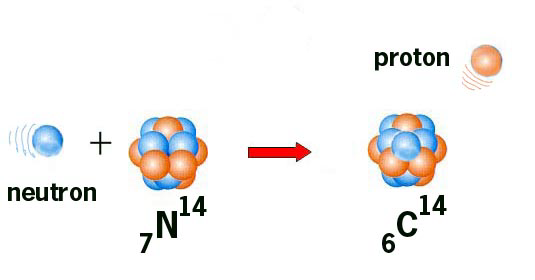 proton
+
neutron
₇N¹⁴
₆C¹⁴